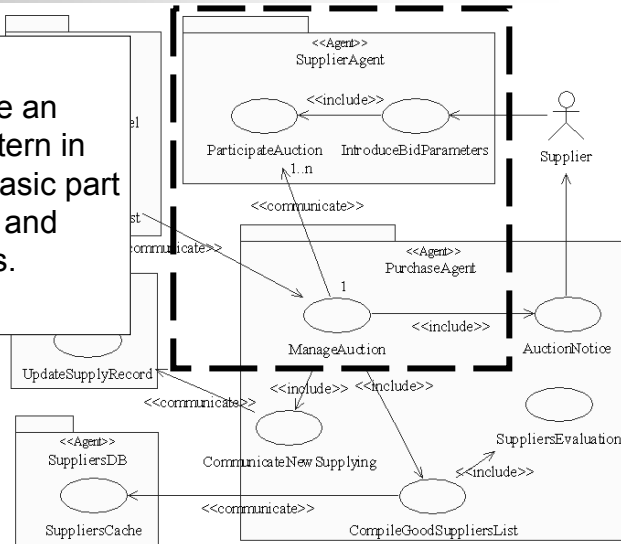 e an
tern in
asic part
and
s.
el
st
<<Agent>>
SupplierAgent
<<include>>
ParticipateAuction
IntroduceBidParameters
1..n
Supplier
<<communicate>>
communicate>>
<<Agent>>
PurchaseAgent
1
ManageAuction
<<include>>
AuctionNotice
UpdateSupplyRecord
<<communicate>>
<<include>>
<<include>>
CommunicateNewSupplying
SuppliersEvaluation
<<Agent>>
SuppliersDB
<<include>>
<<communicate>>
SuppliersCache
CompileGoodSuppliersList